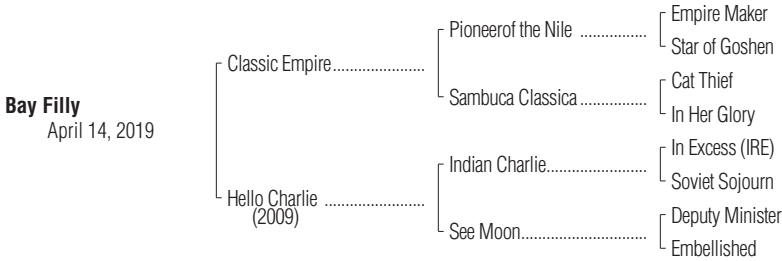 Empire Maker
Pioneerof the Nile ................
Star of Goshen
Classic Empire......................
Cat Thief
Sambuca Classica ................
In Her Glory
Bay Filly
April 14, 2019
In Excess (IRE)
Indian Charlie........................
Soviet Sojourn
Hello Charlie ........................
(2009)
Deputy Minister
See Moon..............................
Embellished